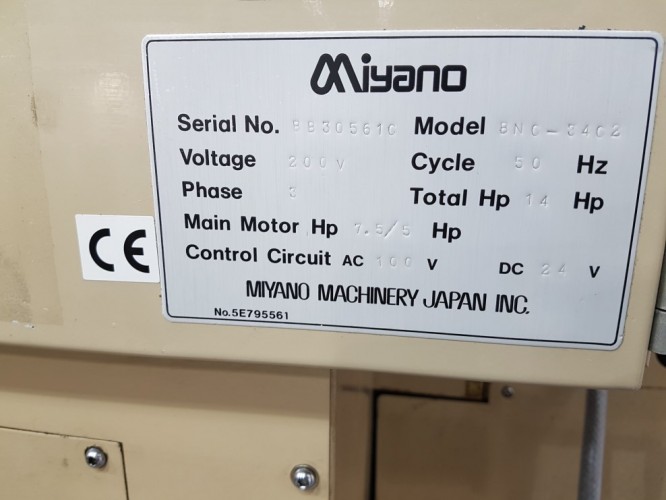 Miyano
Serial No. BB30561C Model BNC-34C2
Voltage 200V Cycle 50 Hz
Phase 3 Total Hp 14 Hp
Main Motor Hp 7.5/5 Hp
Control Circuit AC 100 V DC 24 V
MIYANO MACHINERY JAPAN INC.
No.5E795561
CE